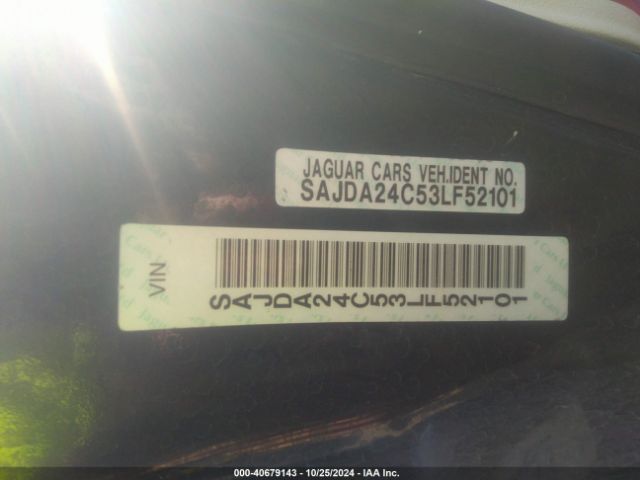 JAGUAR CARS VEH.IDENT NO.
SAJDA24C53LF52101
VIN
SAJDA24C53LF52101
000-40679143 - 10/25/2024 - IAA Inc.